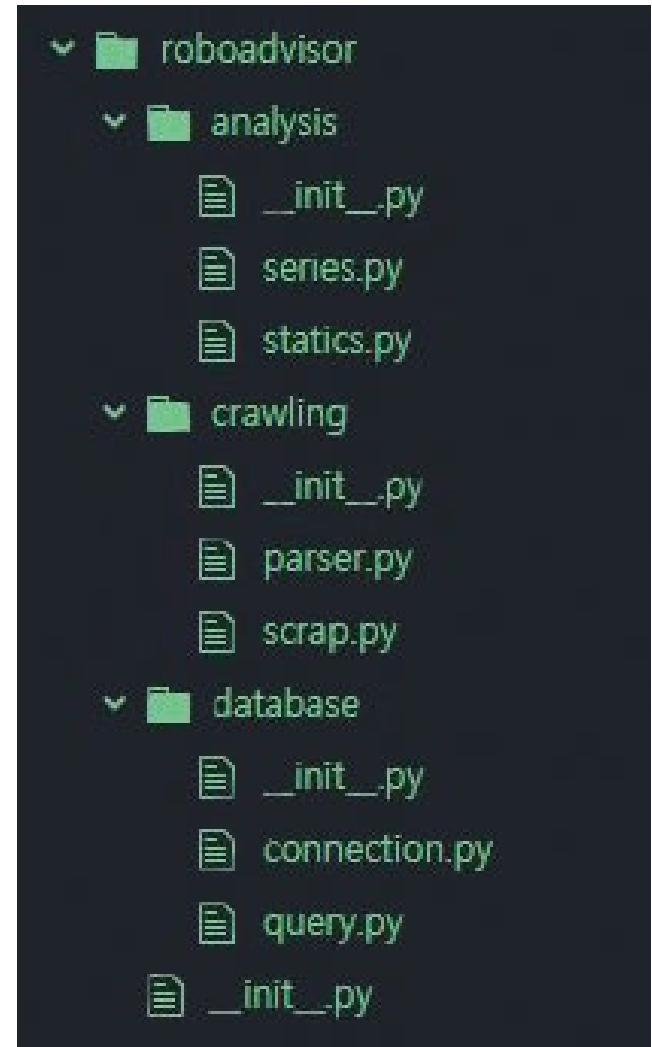 roboadvisor
analysis
__init__.py
series.py
statics.py
crawling
__init__.py
parser.py
scrap.py
database
__init__.py
connection.py
query.py
__init__.py